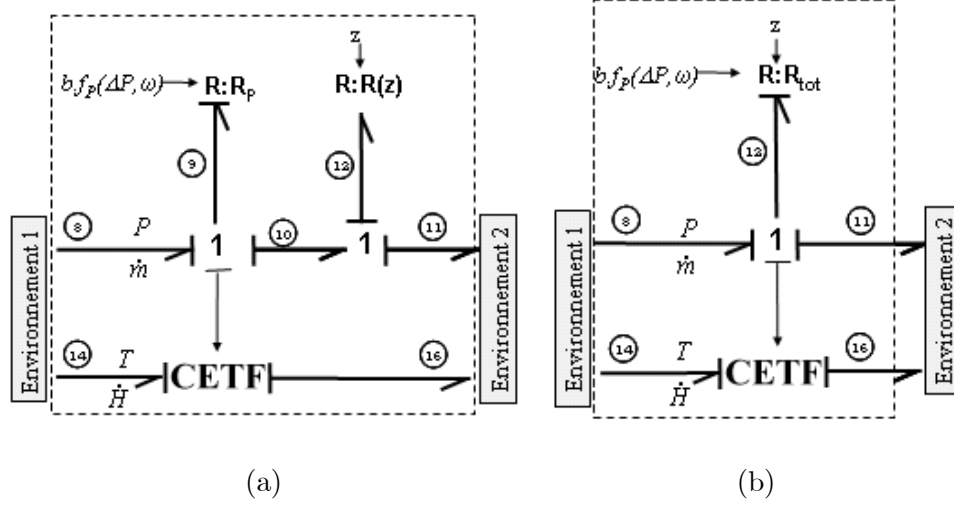 z
b.f_P(ΔP, ω)
R:R_P
R:R(z)
9
12
8
P
ṁ
1
10
1
11
14
T
Ḣ
CETF
16
Environnement 1
Environnement 2
(a)
z
b.f_P(ΔP, ω)
R:R_tot
12
8
P
ṁ
1
11
14
T
Ḣ
CETF
16
Environnement 1
Environnement 2
(b)